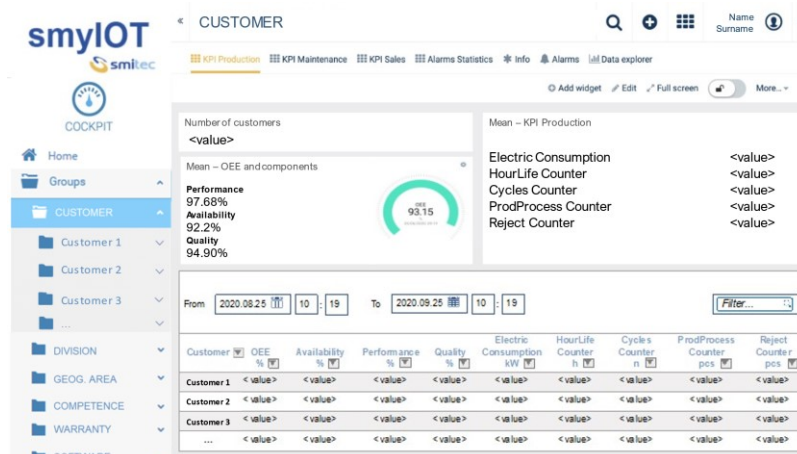 smyIOT
smitec
COCKPIT
Home
Groups
CUSTOMER
Customer 1
Customer 2
Customer 3
...
DIVISION
GEOG. AREA
COMPETENCE
WARRANTY
« CUSTOMER
Name
Surname
KPI Production KPI Maintenance KPI Sales Alarms Statistics Info Alarms Data explorer
Add widget Edit Full screen More...
Number of customers
<value>
Mean – OEE and components
Performance
97.68%
Availability
92.2%
Quality
94.90%
OEE
93.15
Mean – KPI Production
Electric Consumption <value>
HourLife Counter <value>
Cycles Counter <value>
ProdProcess Counter <value>
Reject Counter <value>
From 2020.08.25 10 : 19 To 2020.09.25 10 : 19 Filter...
Customer OEE % Availability % Performance % Quality % Electric Consumption kW HourLife Counter h Cycles Counter n ProdProcess Counter pcs Reject Counter pcs
Customer 1 <value> <value> <value> <value> <value> <value> <value> <value> <value>
Customer 2 <value> <value> <value> <value> <value> <value> <value> <value> <value>
Customer 3 <value> <value> <value> <value> <value> <value> <value> <value> <value>
... <value> <value> <value> <value> <value> <value> <value> <value> <value>